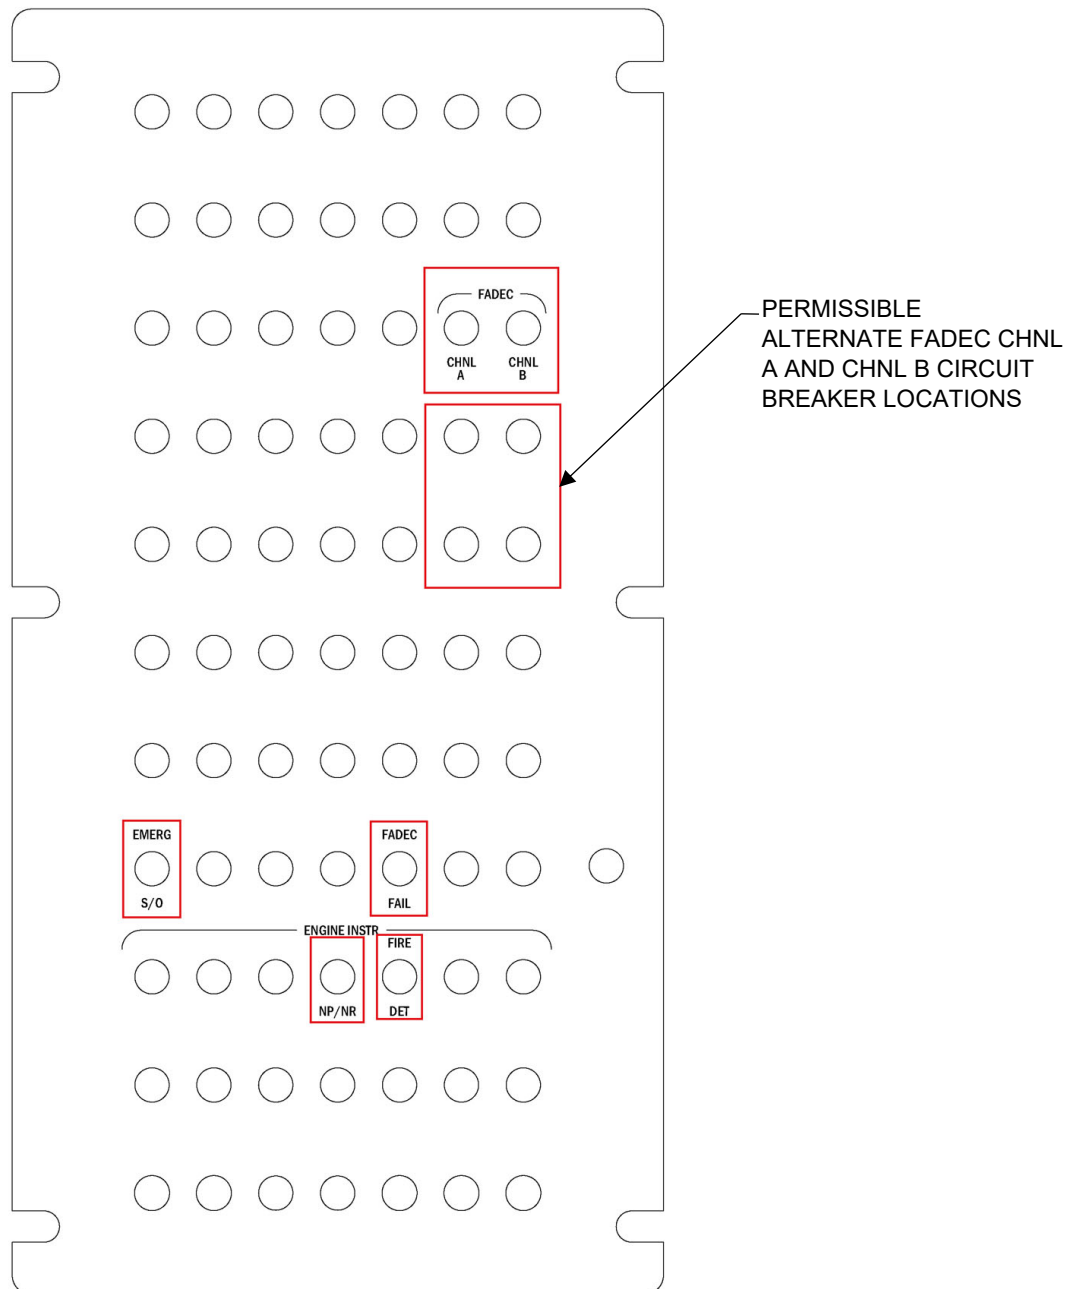 FADEC
CHNL
A
CHNL
B
PERMISSIBLE
ALTERNATE FADEC CHNL
A AND CHNL B CIRCUIT
BREAKER LOCATIONS
EMERG
S/O
FADEC
FAIL
ENGINE INSTR
NP/NR
FIRE
DET